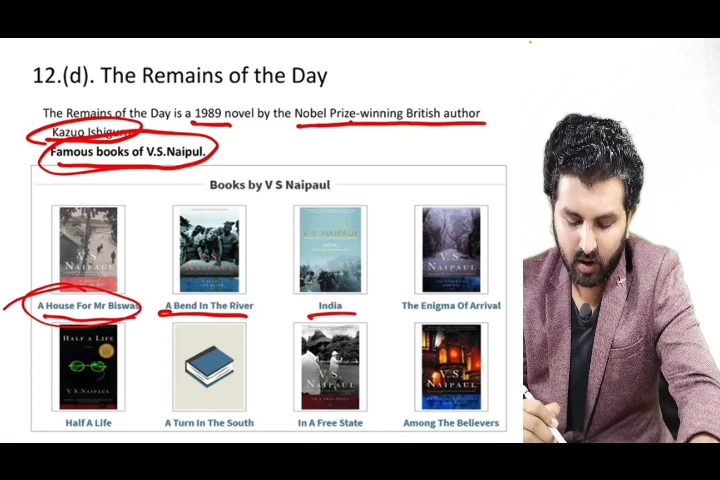 12.(d). The Remains of the Day
The Remains of the Day is a 1989 novel by the Nobel Prize-winning British author
Kazuo Ishiguro.
Famous books of V.S.Naipul.
Books by V S Naipaul
V. S.
NAIPAUL
V. S. NAIPAUL
INDIA
V. S.
NAIPAUL
A House For Mr Biswas
A Bend In The River
India
The Enigma Of Arrival
HALF A LIFE
V. S. NAIPAUL
V. S.
NAIPAUL
IN A FREE STATE
V. S.
NAIPAUL
Half A Life
A Turn In The South
In A Free State
Among The Believers